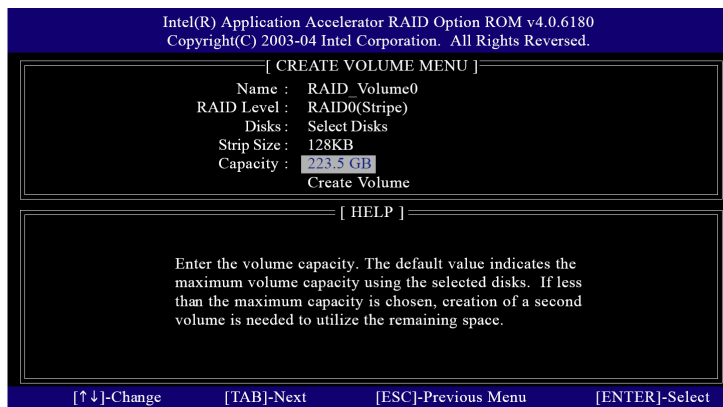 Intel(R) Application Accelerator RAID Option ROM v4.0.6180
Copyright(C) 2003-04 Intel Corporation. All Rights Reversed.
[ CREATE VOLUME MENU ]
Name : RAID_Volume0
RAID Level : RAID0(Stripe)
Disks : Select Disks
Strip Size : 128KB
Capacity : 223.5 GB
Create Volume
[ HELP ]
Enter the volume capacity. The default value indicates the
maximum volume capacity using the selected disks. If less
than the maximum capacity is chosen, creation of a second
volume is needed to utilize the remaining space.
[↑↓]-Change [TAB]-Next [ESC]-Previous Menu [ENTER]-Select